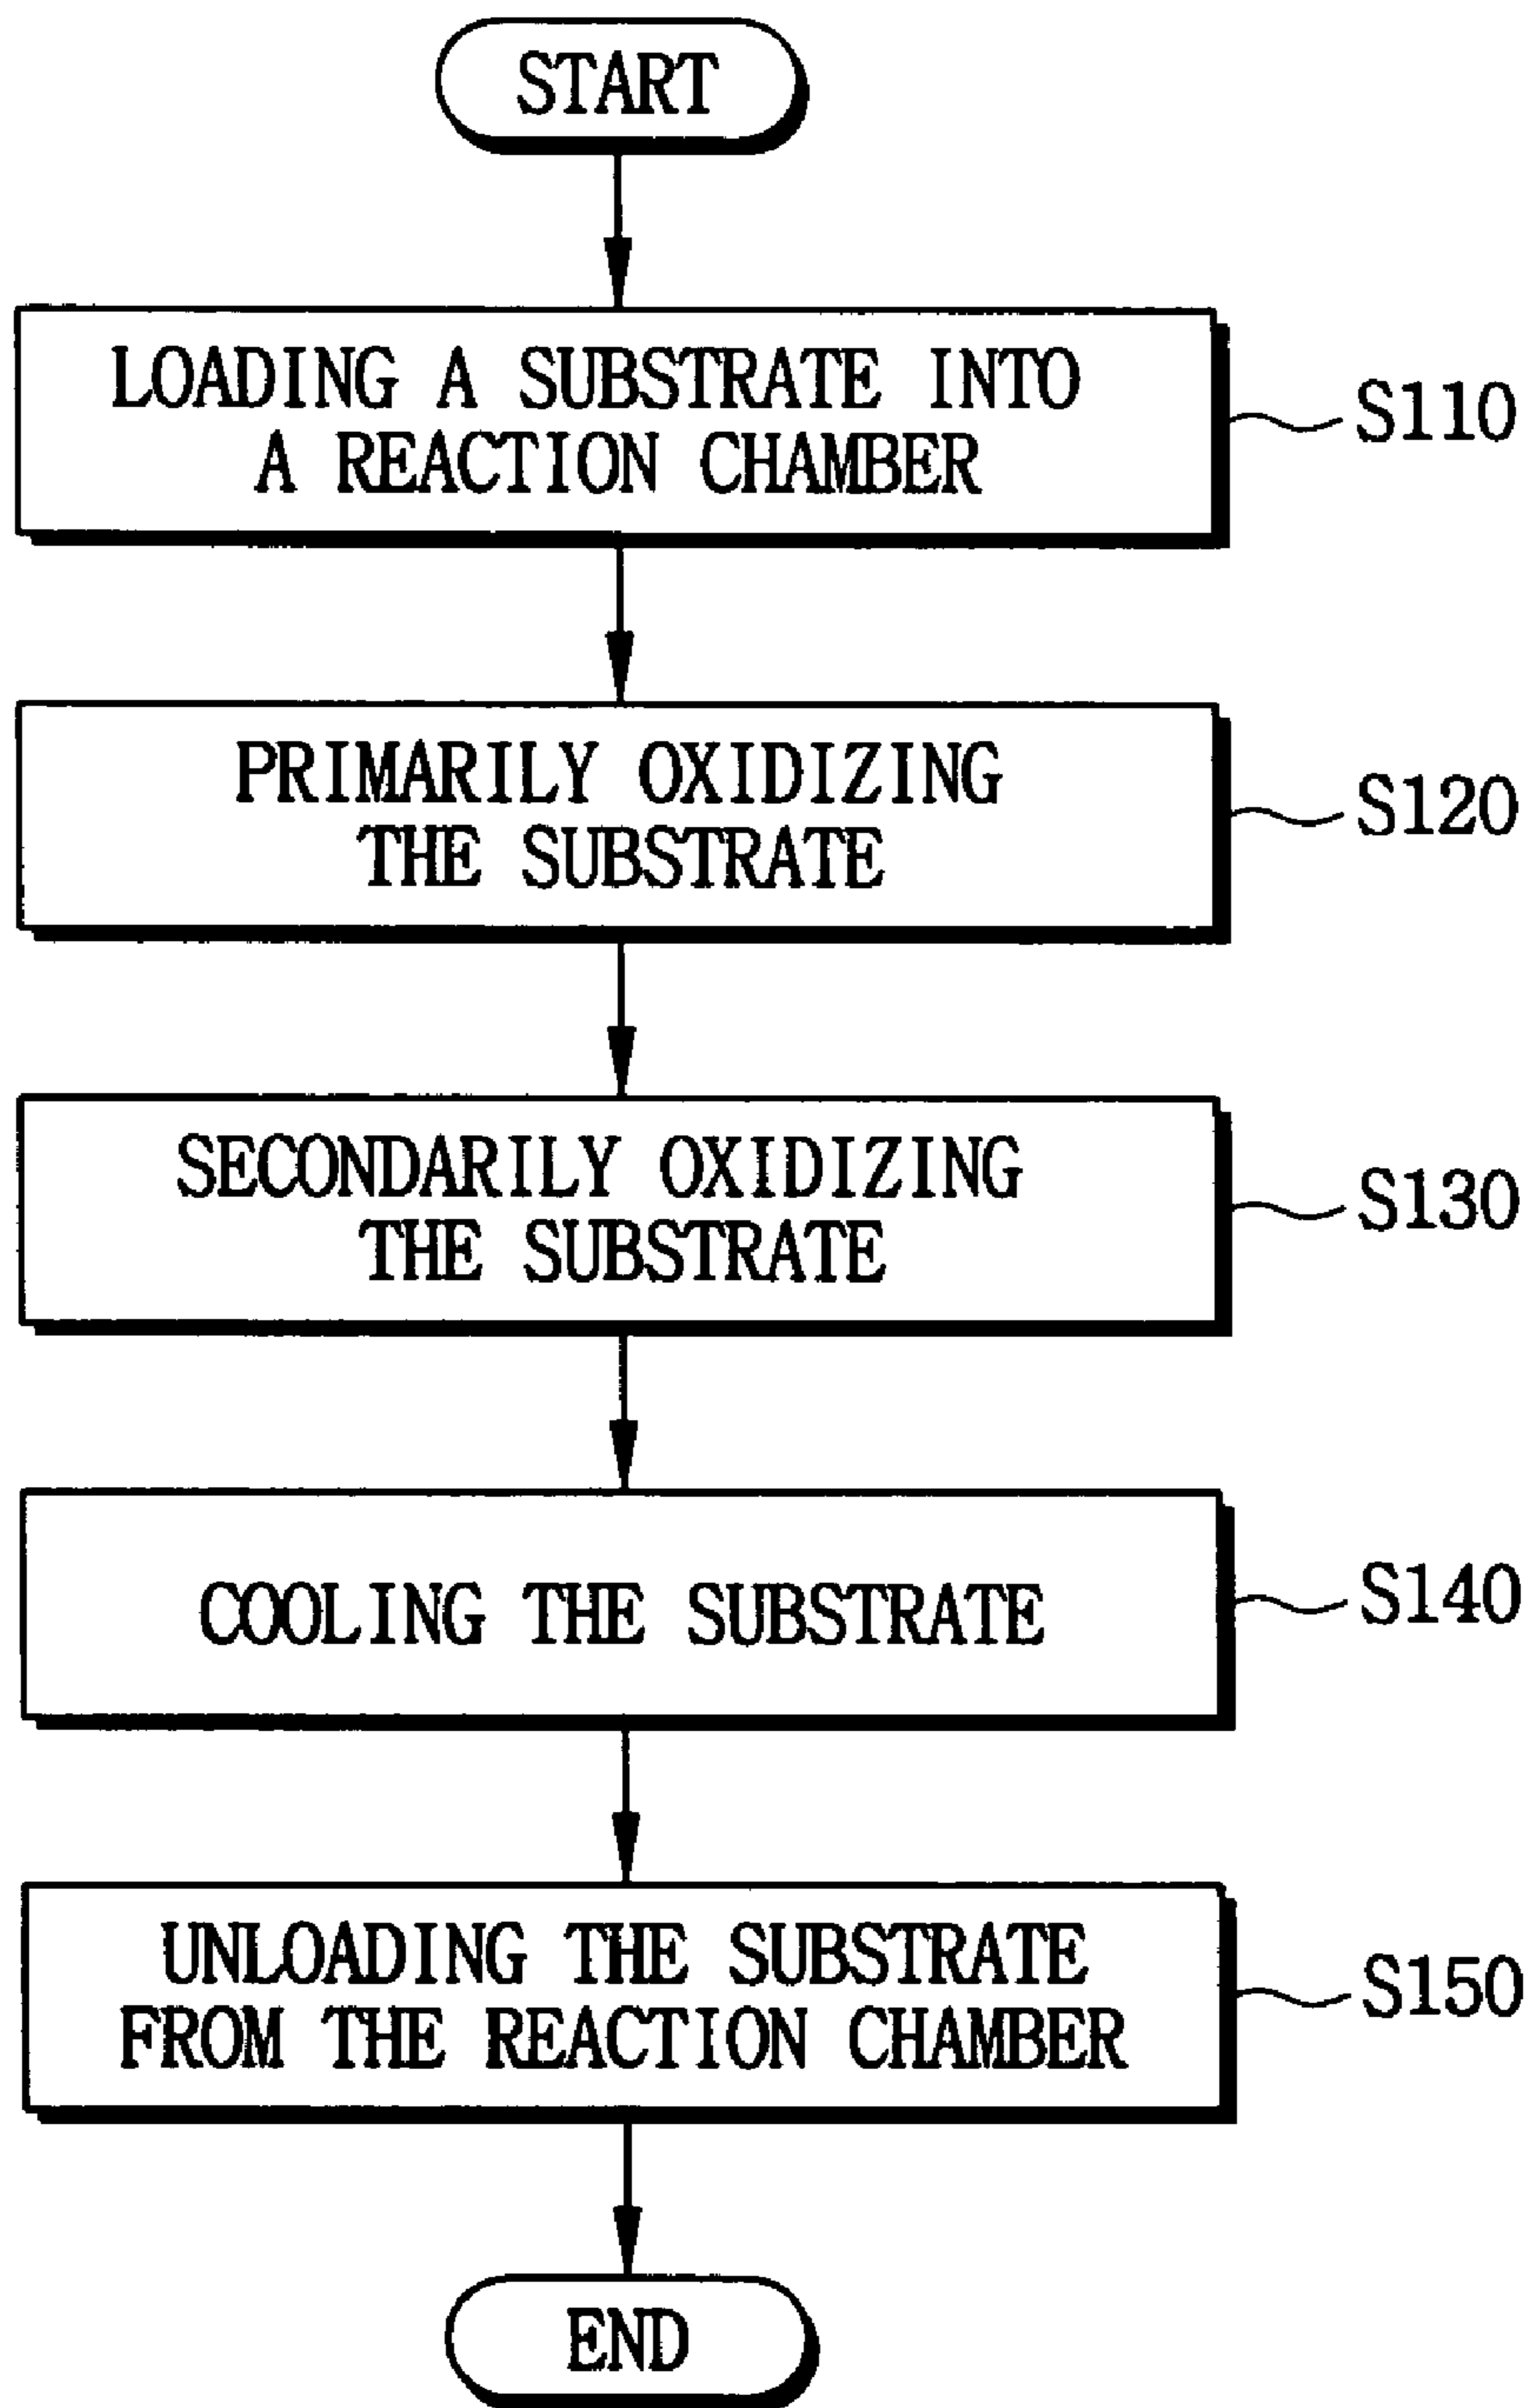 START
LOADING A SUBSTRATE INTO
A REACTION CHAMBER
S110
PRIMARILY OXIDIZING
THE SUBSTRATE
S120
SECONDARILY OXIDIZING
THE SUBSTRATE
S130
COOLING THE SUBSTRATE
S140
UNLOADING THE SUBSTRATE
FROM THE REACTION CHAMBER
S150
END